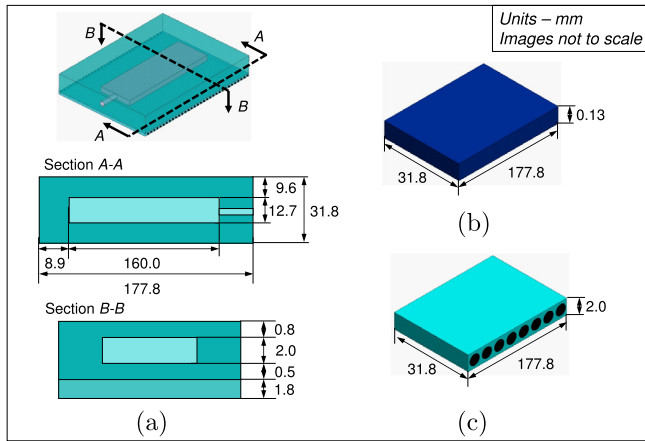 Units – mm
Images not to scale
B
A
B
A
Section A-A
9.6
12.7
31.8
8.9
160.0
177.8
Section B-B
0.8
2.0
0.5
1.8
(a)
0.13
31.8
177.8
(b)
2.0
31.8
177.8
(c)